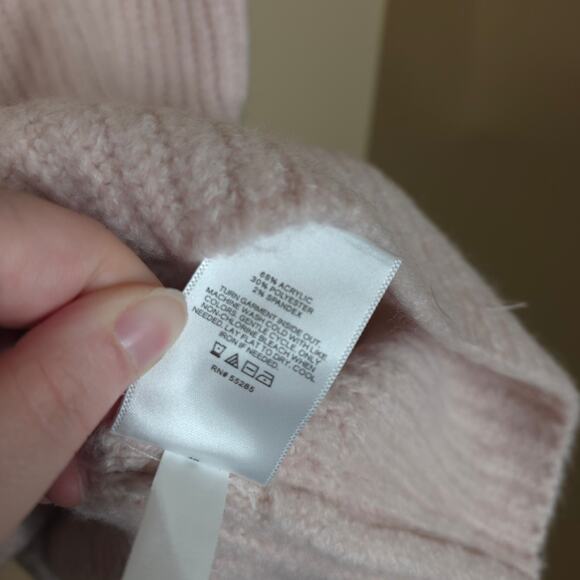 68% ACRYLIC
30% POLYESTER
2% SPANDEX
TURN GARMENT INSIDE OUT.
MACHINE WASH COLD WITH LIKE
COLORS. GENTLE CYCLE. ONLY
NON-CHLORINE BLEACH WHEN
NEEDED. LAY FLAT TO DRY. COOL
IRON IF NEEDED.
RN# 55285